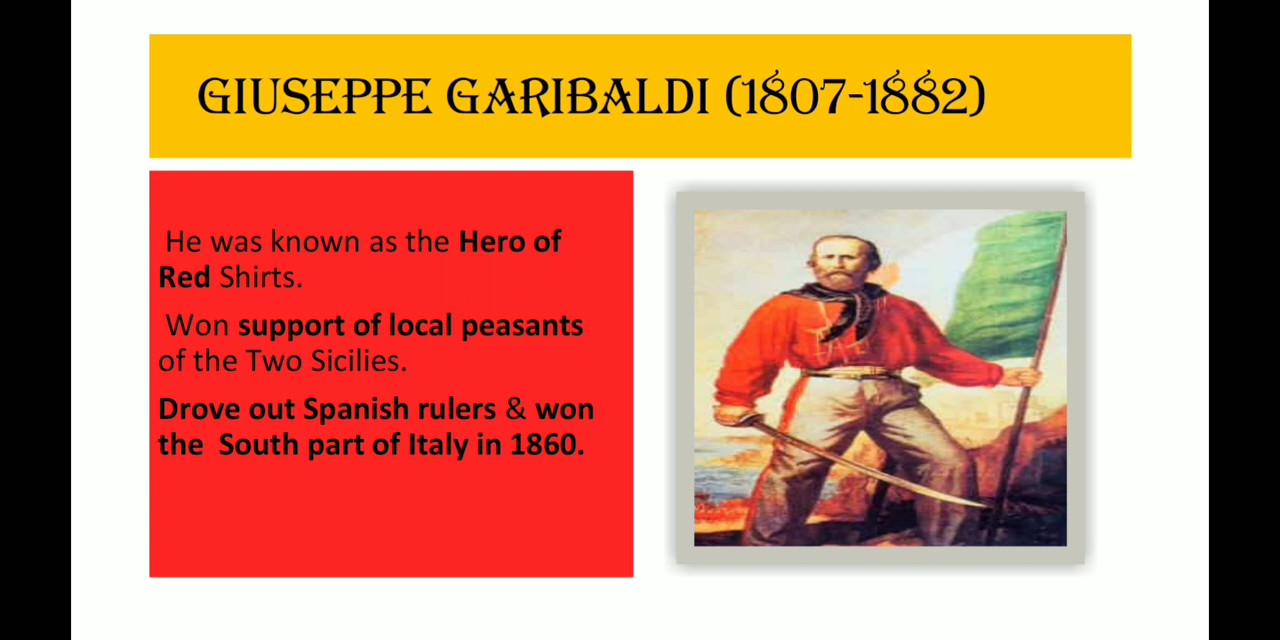 GIUSEPPE GARIBALDI (1807-1882)
He was known as the Hero of
Red Shirts.
Won support of local peasants
of the Two Sicilies.
Drove out Spanish rulers & won
the South part of Italy in 1860.